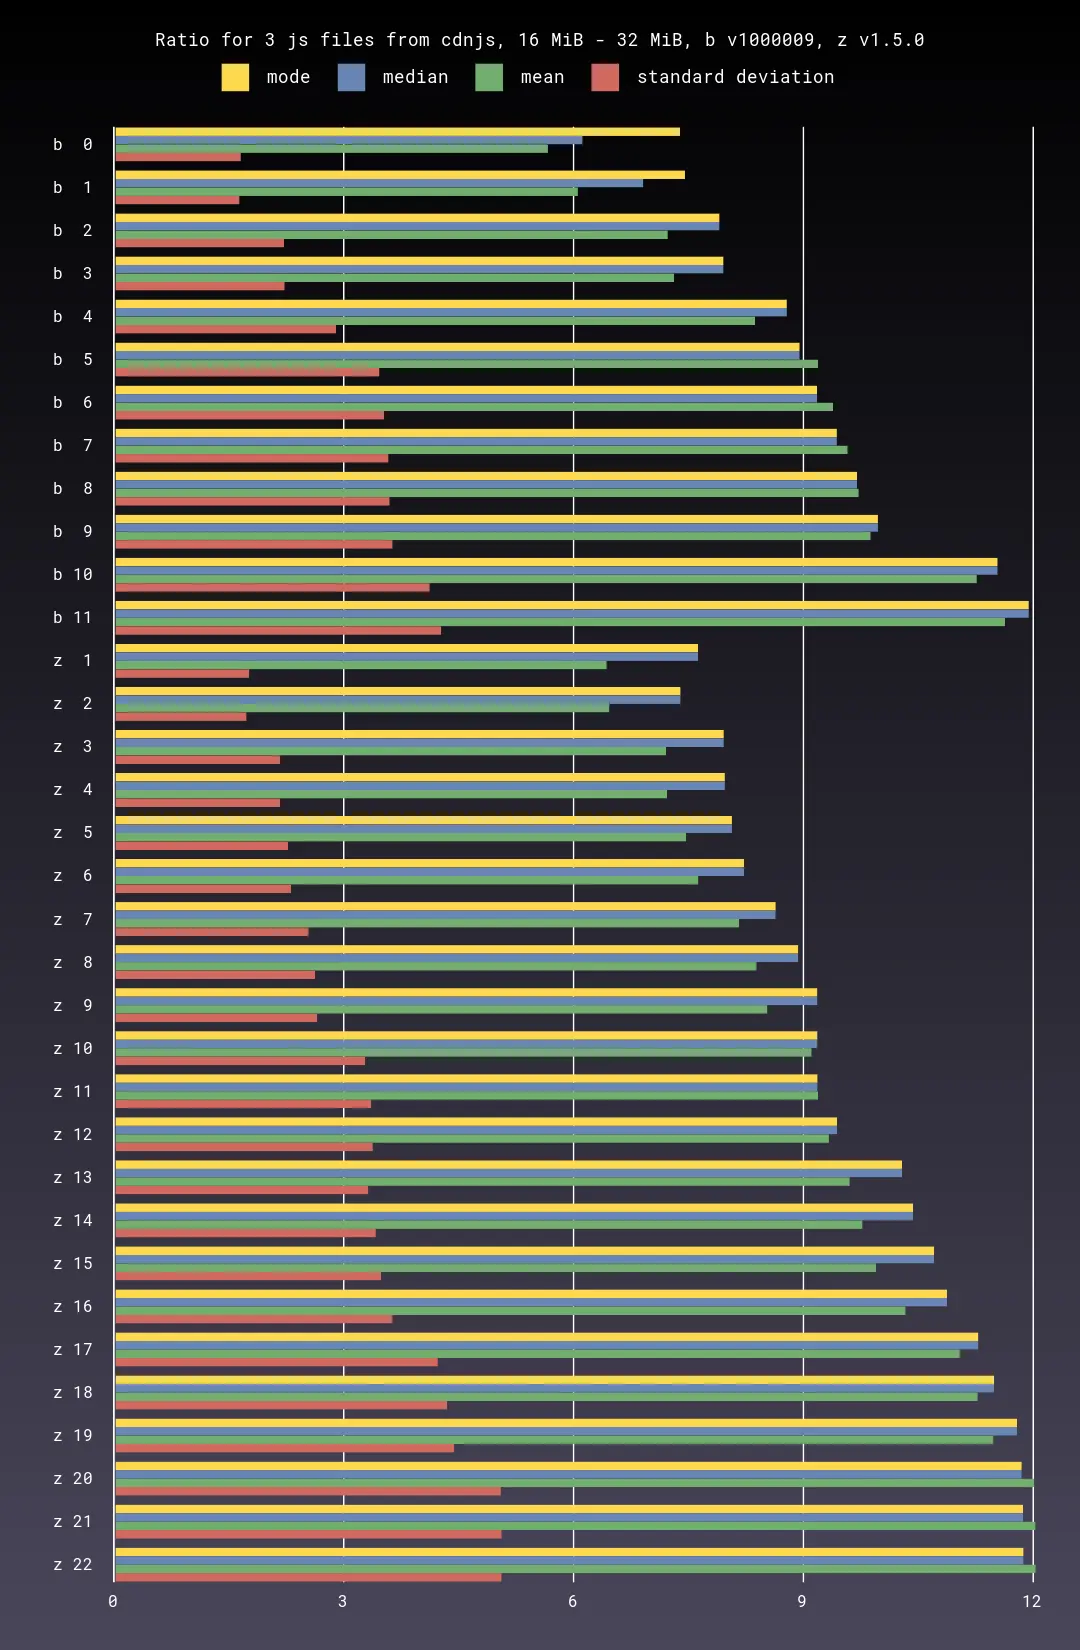 Ratio for 3 js files from cdnjs, 16 MiB - 32 MiB, b v1000009, z v1.5.0
mode median mean standard deviation
b 0
b 1
b 2
b 3
b 4
b 5
b 6
b 7
b 8
b 9
b 10
b 11
z 1
z 2
z 3
z 4
z 5
z 6
z 7
z 8
z 9
z 10
z 11
z 12
z 13
z 14
z 15
z 16
z 17
z 18
z 19
z 20
z 21
z 22
0 3 6 9 12